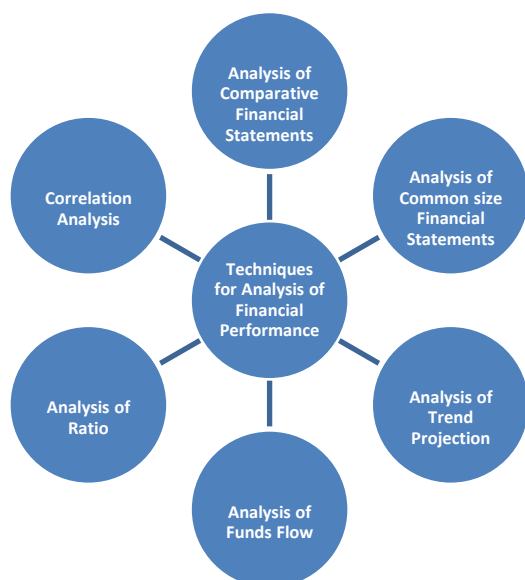 Analysis of
Comparative
Financial
Statements
Correlation
Analysis
Analysis of
Common size
Financial
Statements
Techniques
for Analysis of
Financial
Performance
Analysis of
Ratio
Analysis of
Trend
Projection
Analysis of
Funds Flow